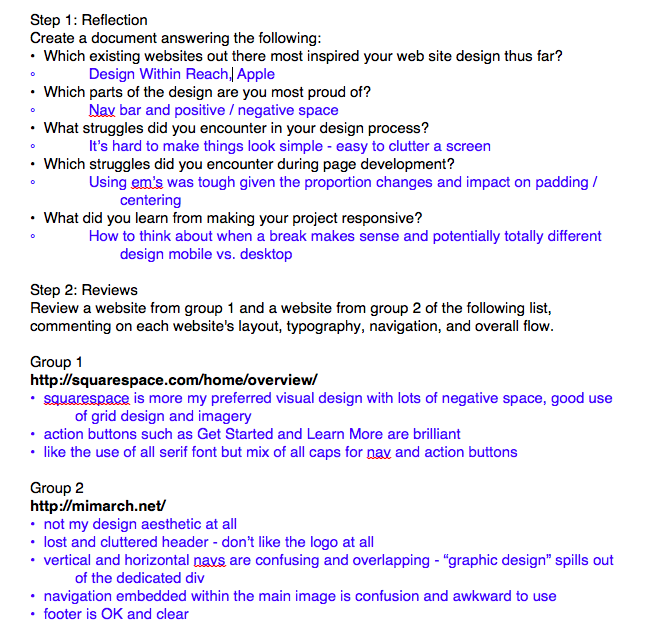 Step 1: Reflection
Create a document answering the following:
• Which existing websites out there most inspired your web site design thus far?
◦ Design Within Reach, Apple
• Which parts of the design are you most proud of?
◦ Nav bar and positive / negative space
• What struggles did you encounter in your design process?
◦ It's hard to make things look simple - easy to clutter a screen
• Which struggles did you encounter during page development?
◦ Using em's was tough given the proportion changes and impact on padding /
centering
• What did you learn from making your project responsive?
◦ How to think about when a break makes sense and potentially totally different
design mobile vs. desktop
Step 2: Reviews
Review a website from group 1 and a website from group 2 of the following list,
commenting on each website's layout, typography, navigation, and overall flow.
Group 1
http://squarespace.com/home/overview/
• squarespace is more my preferred visual design with lots of negative space, good use
of grid design and imagery
• action buttons such as Get Started and Learn More are brilliant
• like the use of all serif font but mix of all caps for nav and action buttons
Group 2
http://mimarch.net/
• not my design aesthetic at all
• lost and cluttered header - don't like the logo at all
• vertical and horizontal navs are confusing and overlapping - “graphic design” spills out
of the dedicated div
• navigation embedded within the main image is confusion and awkward to use
• footer is OK and clear